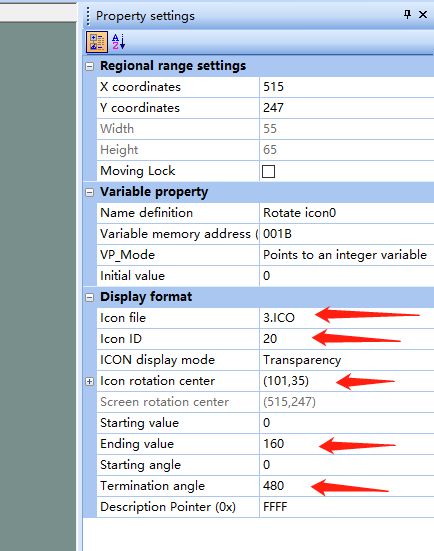 Property settings
Regional range settings
X coordinates 515
Y coordinates 247
Width 55
Height 65
Moving Lock
Variable property
Name definition Rotate icon0
Variable memory address ( 001B
VP_Mode Points to an integer variable
Initial value 0
Display format
Icon file 3.ICO
Icon ID 20
ICON display mode Transparency
Icon rotation center (101,35)
Screen rotation center (515,247)
Starting value 0
Ending value 160
Starting angle 0
Termination angle 480
Description Pointer (0x) FFFF